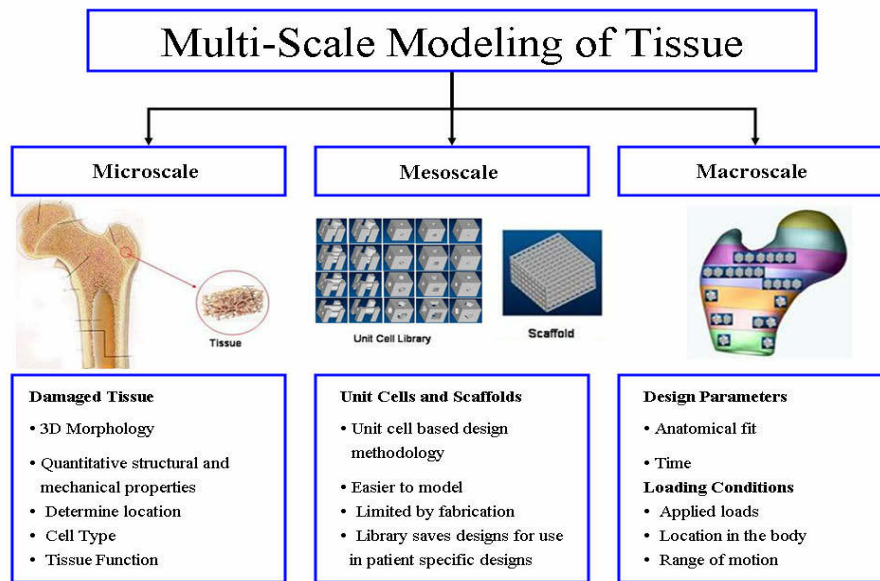 Multi-Scale Modeling of Tissue
Microscale
Mesoscale
Macroscale
Tissue
Unit Cell Library
Scaffold
Damaged Tissue
• 3D Morphology
• Quantitative structural and
mechanical properties
• Determine location
• Cell Type
• Tissue Function
Unit Cells and Scaffolds
• Unit cell based design
methodology
• Easier to model
• Limited by fabrication
• Library saves designs for use
in patient specific designs
Design Parameters
• Anatomical fit
• Time
Loading Conditions
• Applied loads
• Location in the body
• Range of motion